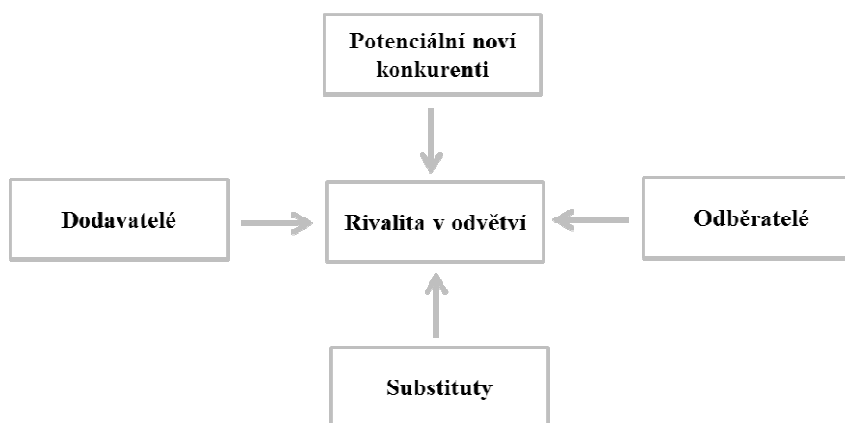 Potenciální noví
konkurenti
Dodavatelé
Rivalita v odvětví
Odběratelé
Substituty